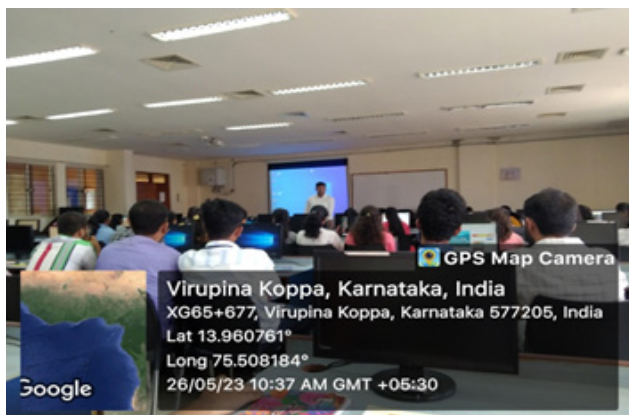 GPS Map Camera
Virupina Koppa, Karnataka, India
XG65+677, Virupina Koppa, Karnataka 577205, India
Lat 13.960761°
Long 75.508184°
26/05/23 10:37 AM GMT +05:30
Google